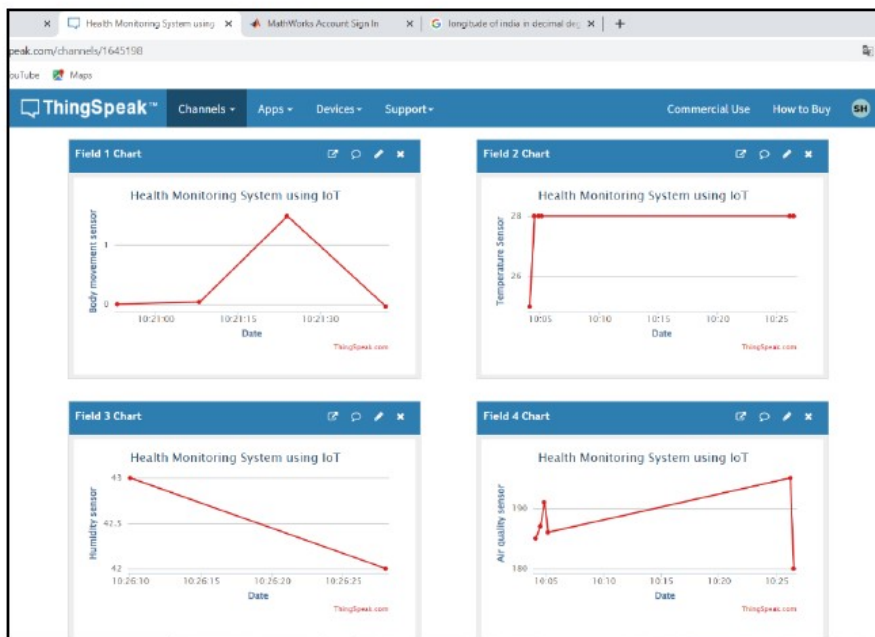 Health Monitoring System using
MathWorks Account Sign In
longitude of india in decimal deg
peak.com/channels/1645198
ouTube
Maps
ThingSpeak™
Channels
Apps
Devices
Support
Commercial Use
How to Buy
SH
Field 1 Chart
Health Monitoring System using IoT
Body movement sensor
1
0
10:21:00
10:21:15
10:21:30
Date
ThingSpeak.com
Field 2 Chart
Health Monitoring System using IoT
Temperature Sensor
28
26
10:05
10:10
10:15
10:20
10:25
Date
ThingSpeak.com
Field 3 Chart
Health Monitoring System using IoT
Humidity sensor
43
42.5
42
10:26:10
10:26:15
10:26:20
10:26:25
Date
ThingSpeak.com
Field 4 Chart
Health Monitoring System using IoT
Air quality sensor
190
180
10:05
10:10
10:15
10:20
10:25
Date
ThingSpeak.com